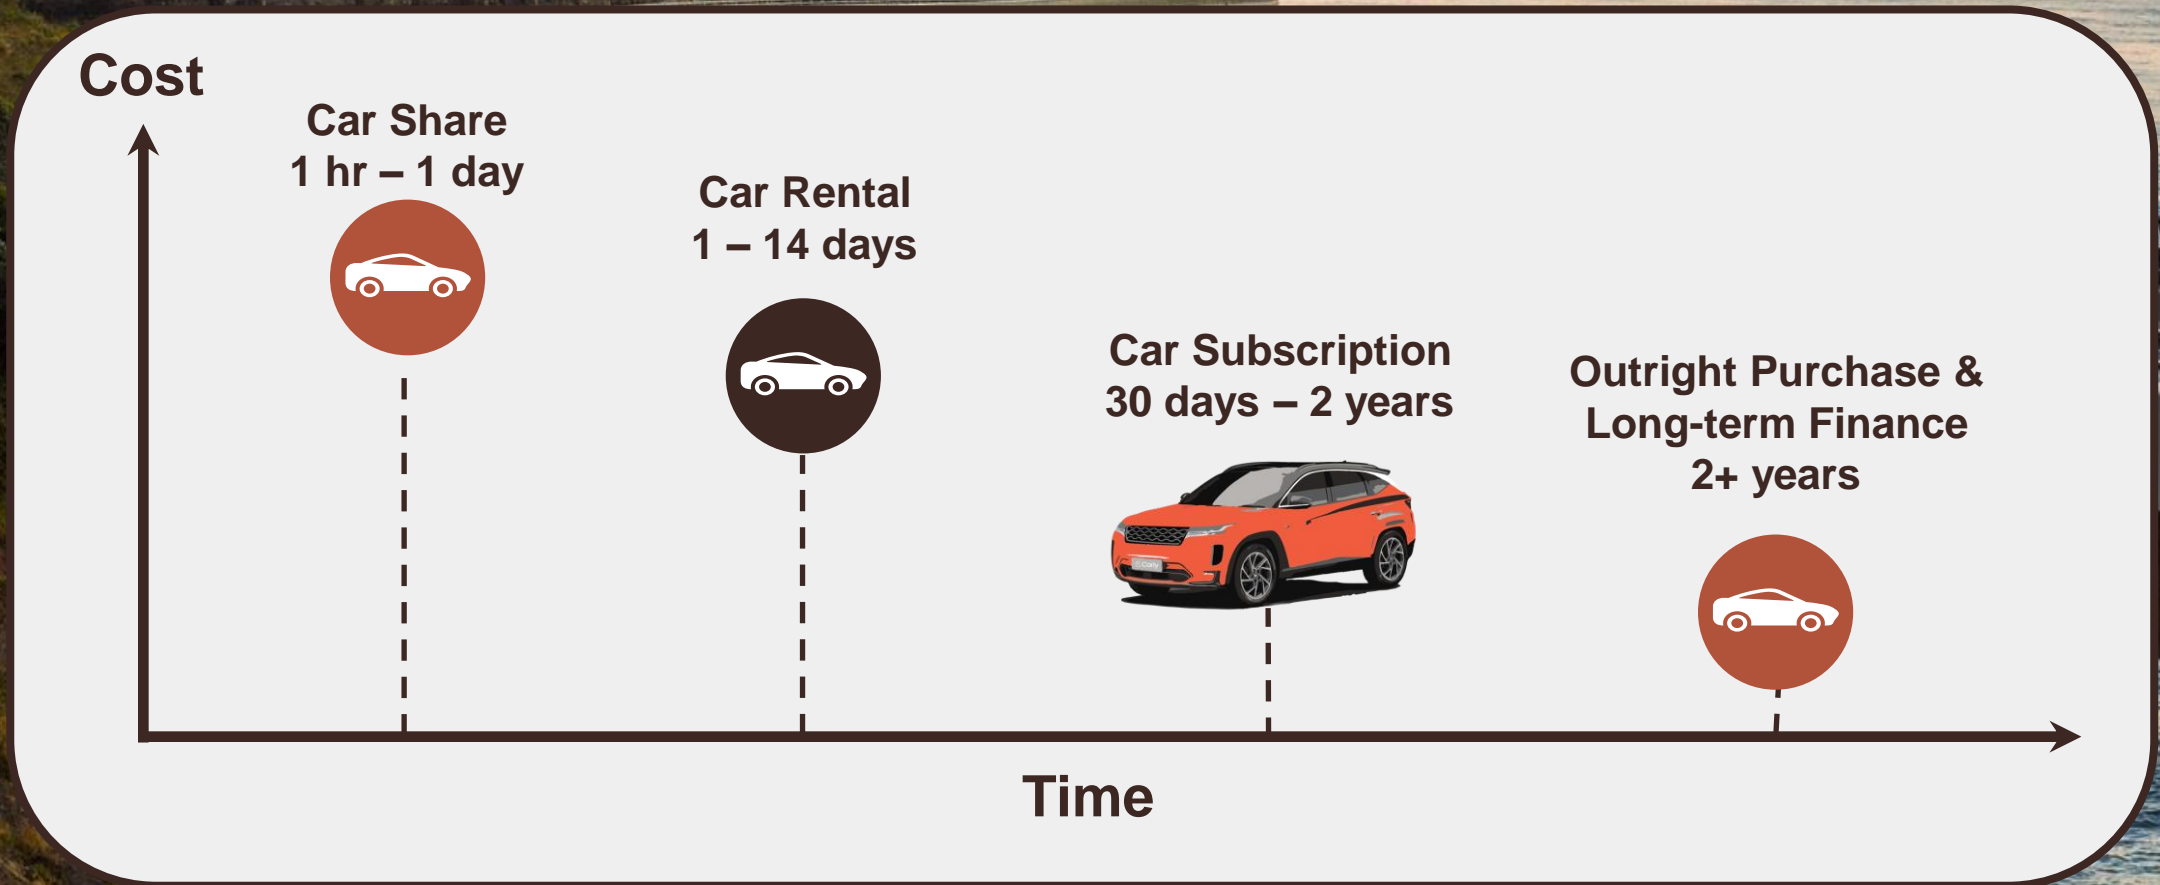 Cost
Car Share
1 hr – 1 day
Car Rental
1 – 14 days
Car Subscription
30 days – 2 years
Outright Purchase &
Long-term Finance
2+ years
Carly
Time